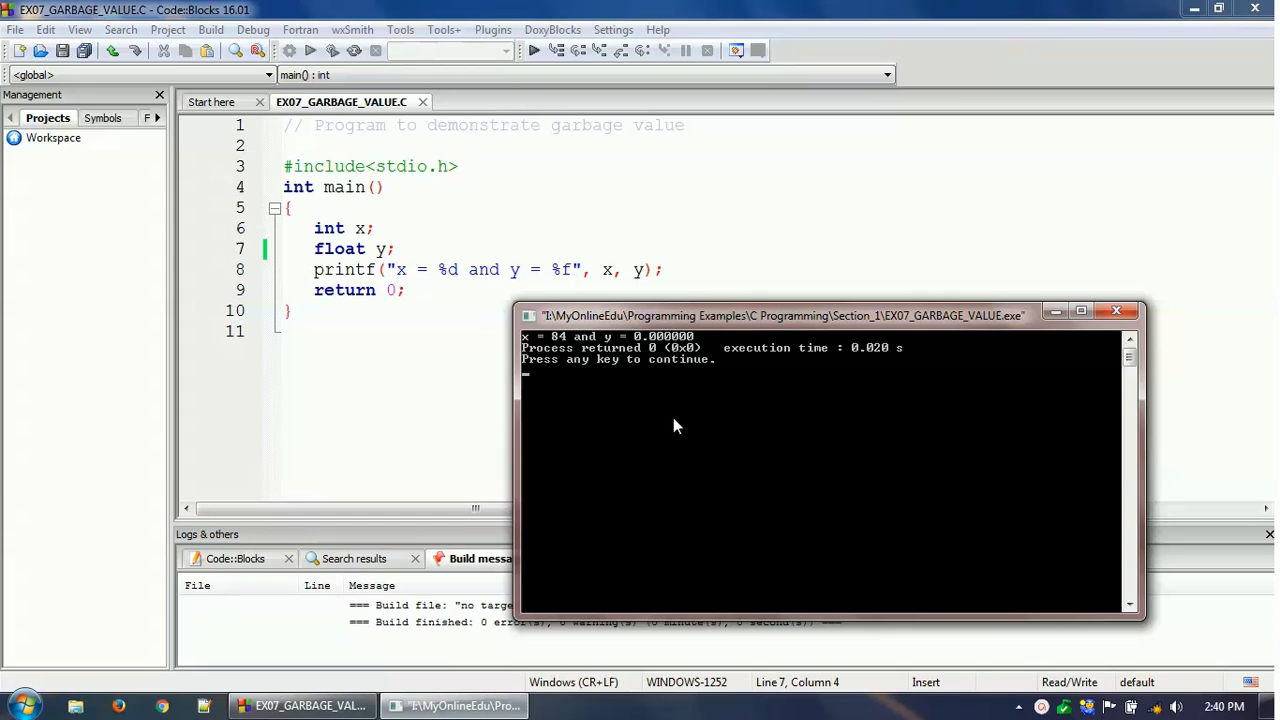 EX07_GARBAGE_VALUE.C - Code::Blocks 16.01
File Edit View Search Project Build Debug Fortran wxSmith Tools Tools+ Plugins DoxyBlocks Settings Help
<global> main() : int
Management
Projects Symbols F
Workspace
Start here EX07_GARBAGE_VALUE.C
1 // Program to demonstrate garbage value
2
3 #include<stdio.h>
4 int main()
5 {
6 int x;
7 float y;
8 printf("x = %d and y = %f", x, y);
9 return 0;
10 }
11
"I:\MyOnlineEdu\Programming Examples\C Programming\Section_1\EX07_GARBAGE_VALUE.exe"
x = 84 and y = 0.000000
Process returned 0 (0x0) execution time : 0.020 s
Press any key to continue.
Logs & others
Code::Blocks Search results Build messa
File Line Message
=== Build file: "no targe
=== Build finished: 0 error(s), 0 warning(s) (0 minute(s), 0 second(s)) ===
Windows (CR+LF) WINDOWS-1252 Line 7, Column 4 Insert Read/Write default
EX07_GARBAGE_VAL... "I:\MyOnlineEdu\Pro... 2:40 PM